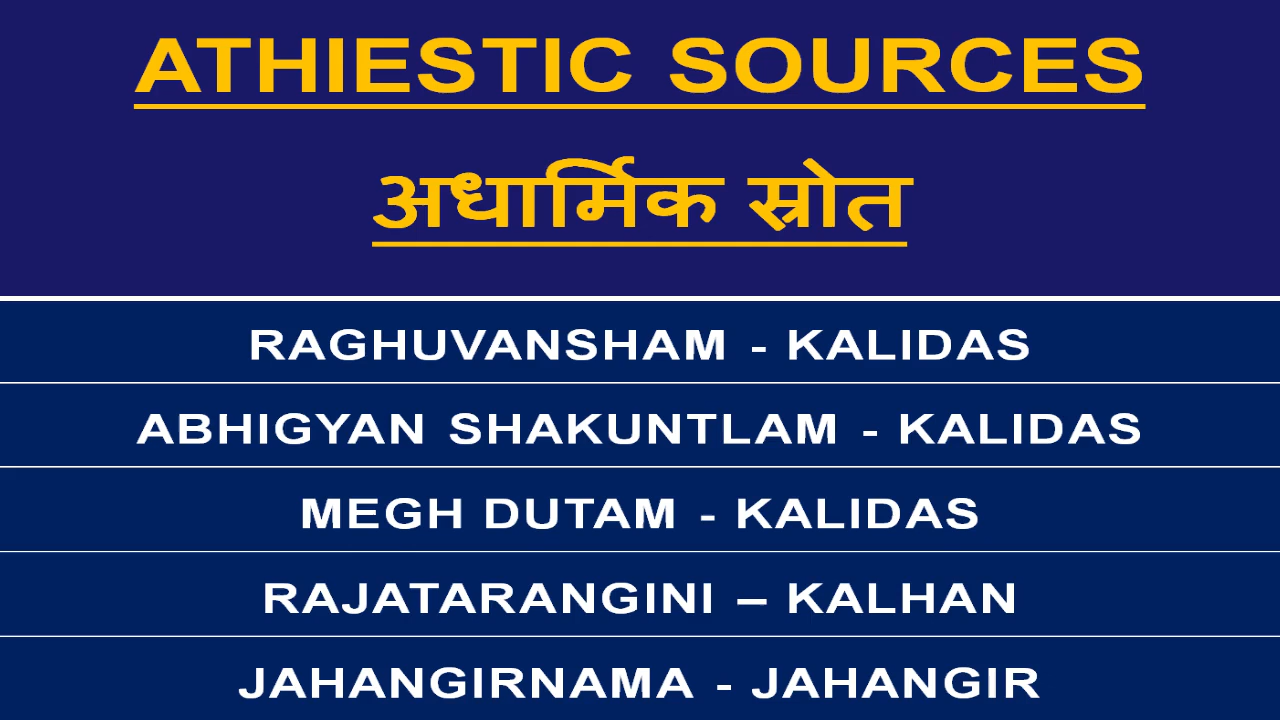 ATHIESTIC SOURCES
अधार्मिक स्रोत
RAGHUVANSHAM - KALIDAS
ABHIGYAN SHAKUNTLAM - KALIDAS
MEGH DUTAM - KALIDAS
RAJATARANGINI – KALHAN
JAHANGIRNAMA - JAHANGIR